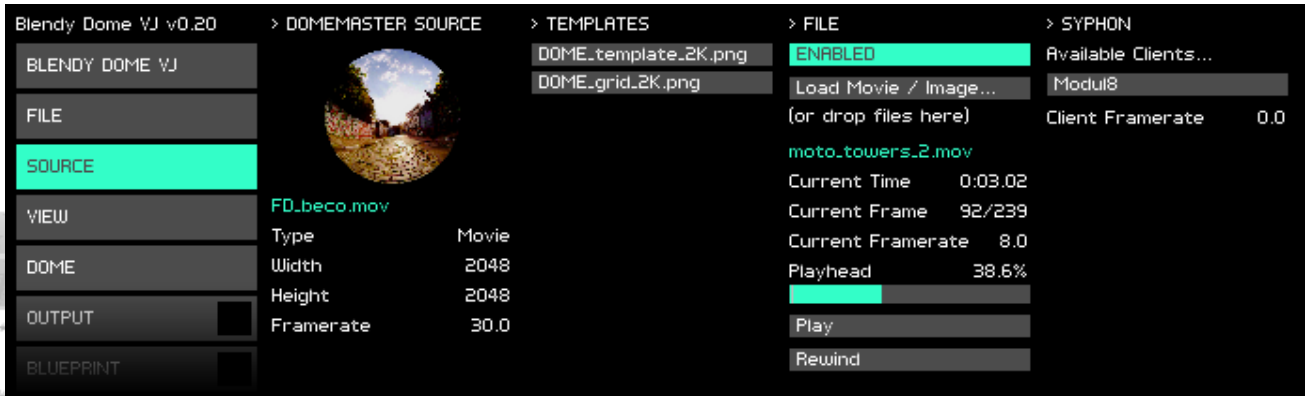 Blendy Dome VJ v0.20
BLENDY DOME VJ
FILE
SOURCE
VIEW
DOME
OUTPUT
BLUEPRINT
> DOMEMASTER SOURCE
FD_beco.mov
Type Movie
Width 2048
Height 2048
Framerate 30.0
> TEMPLATES
DOME_template_2K.png
DOME_grid_2K.png
> FILE
ENABLED
Load Movie / Image...
(or drop files here)
moto_towers_2.mov
Current Time 0:03.02
Current Frame 92/239
Current Framerate 8.0
Playhead 38.6%
Play
Rewind
> SYPHON
Available Clients...
Modul8
Client Framerate 0.0